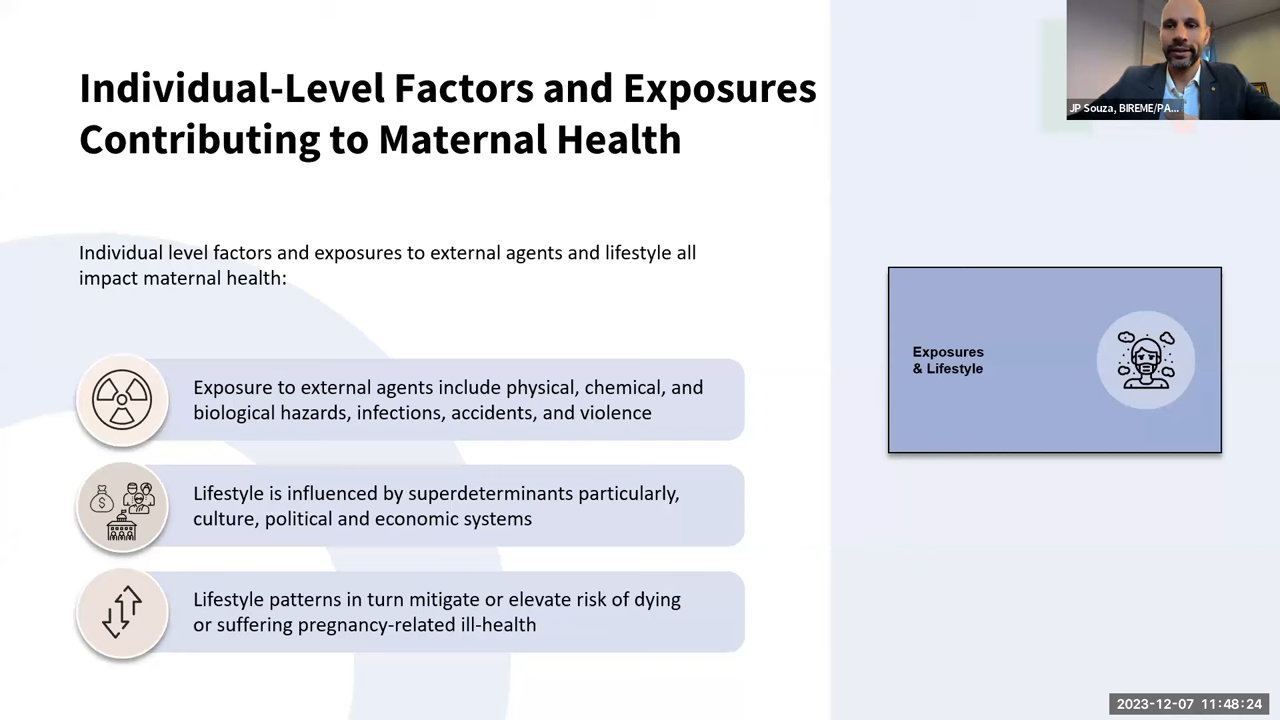 Individual-Level Factors and Exposures
Contributing to Maternal Health
JP Souza, BIREME/PA...
Individual level factors and exposures to external agents and lifestyle all
impact maternal health:
Exposures
& Lifestyle
Exposure to external agents include physical, chemical, and
biological hazards, infections, accidents, and violence
$
Lifestyle is influenced by superdeterminants particularly,
culture, political and economic systems
Lifestyle patterns in turn mitigate or elevate risk of dying
or suffering pregnancy-related ill-health
2023-12-07 11:48:24